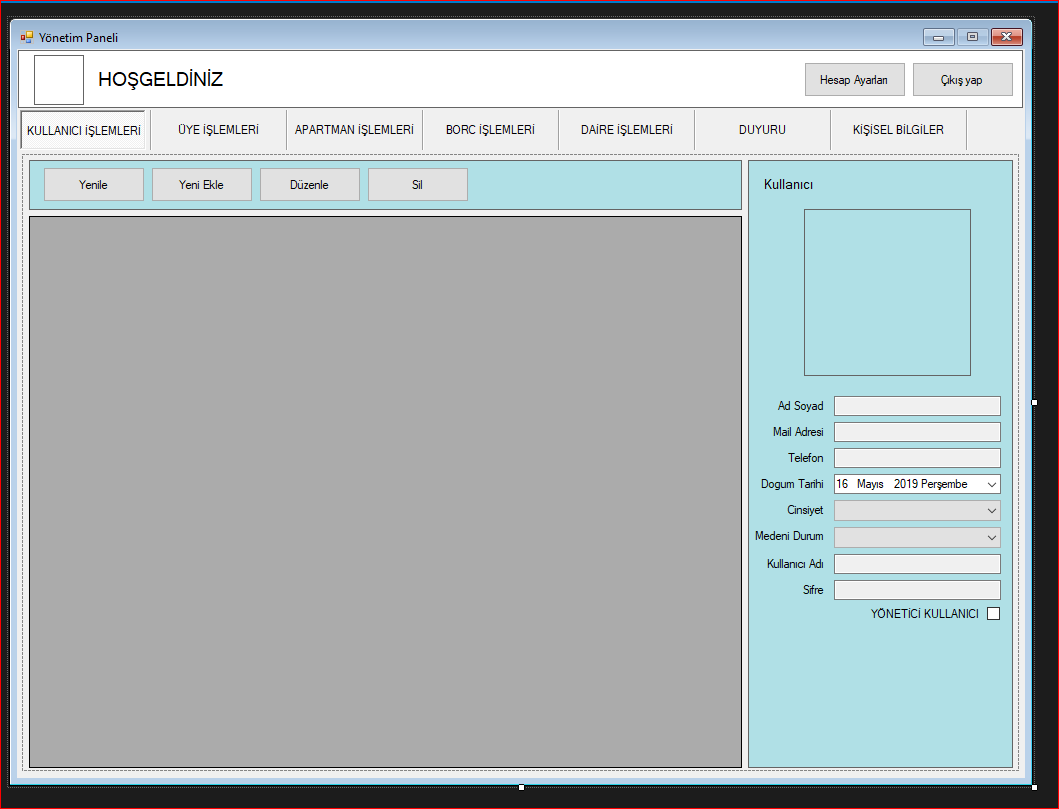 Yönetim Paneli
HOŞGELDİNİZ
Hesap Ayarları
Çıkış yap
KULLANICI İŞLEMLERİ
ÜYE İŞLEMLERİ
APARTMAN İŞLEMLERİ
BORC İŞLEMLERİ
DAİRE İŞLEMLERİ
DUYURU
KİŞİSEL BİLGİLER
Yenile
Yeni Ekle
Düzenle
Sil
Kullanıcı
Ad Soyad
Mail Adresi
Telefon
Dogum Tarihi 16 Mayıs 2019 Perşembe
Cinsiyet
Medeni Durum
Kullanıcı Adı
Sifre
YÖNETİCİ KULLANICI